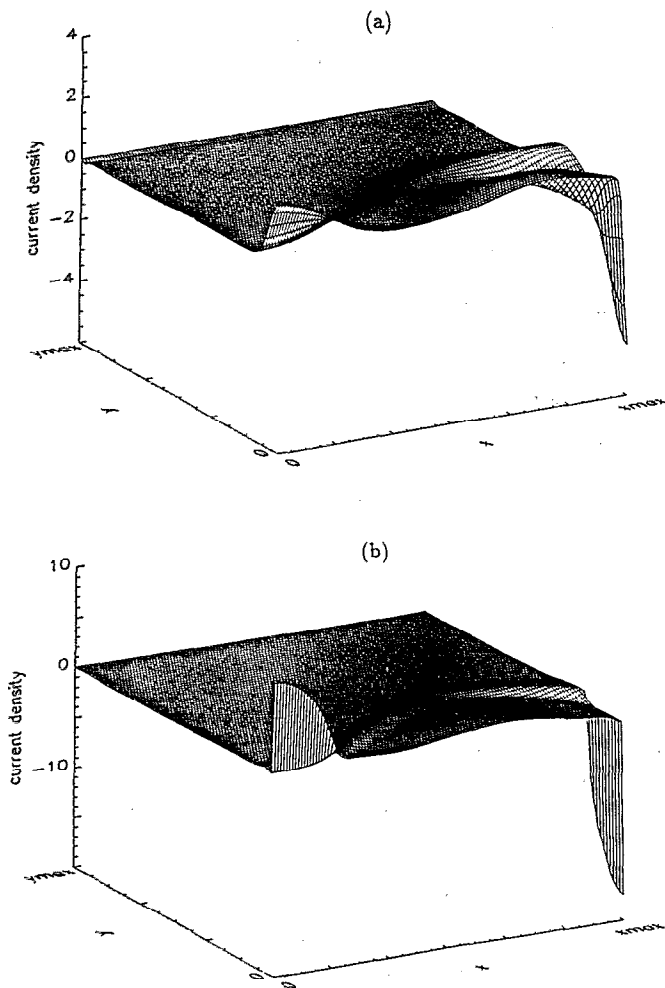 (a)
4
2
0
−2
−4
current density
ymax
y
0
0
x
xmax
(b)
10
0
−10
current density
ymax
y
0
0
x
xmax